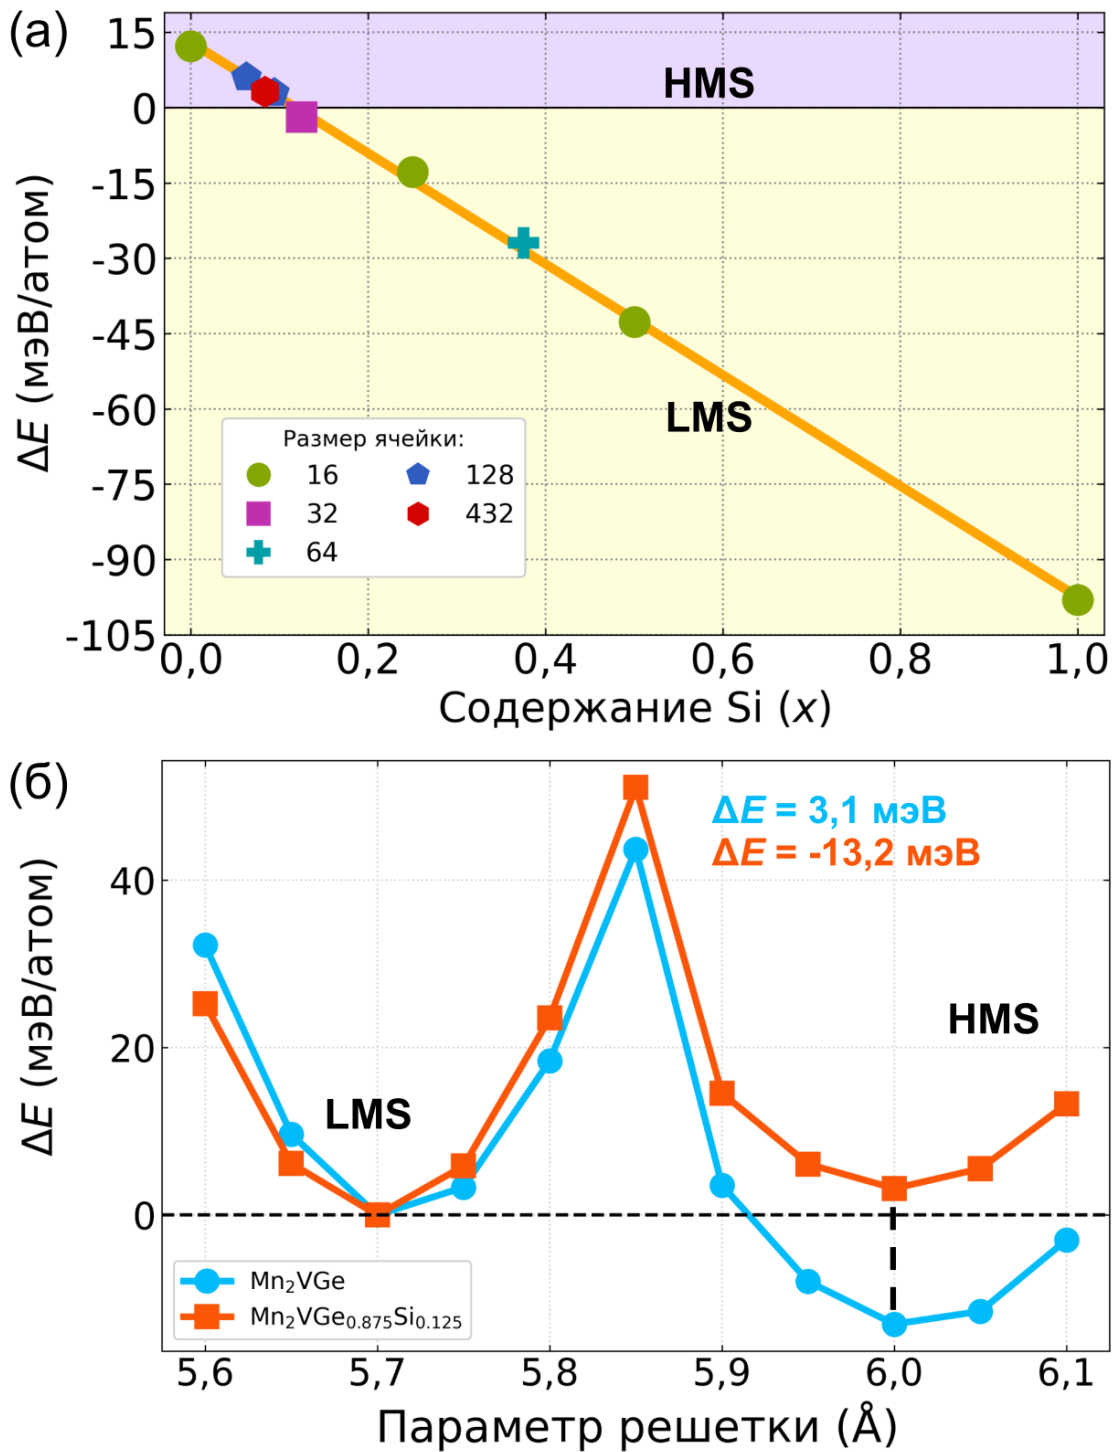 (а)
15
0
-15
-30
-45
-60
-75
-90
-105
ΔE (мэВ/атом)
HMS
LMS
Размер ячейки:
16 128
32 432
64
0,0 0,2 0,4 0,6 0,8 1,0
Содержание Si (x)
(б)
ΔE = 3,1 мэВ
ΔE = -13,2 мэВ
40
20
0
ΔE (мэВ/атом)
HMS
LMS
Mn₂VGe
Mn₂VGe₀.₈₇₅Si₀.₁₂₅
5,6 5,7 5,8 5,9 6,0 6,1
Параметр решетки (Å)